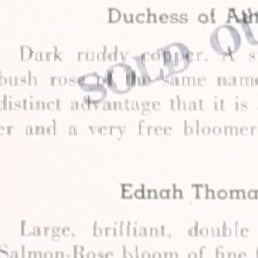 Duchess of Ath
Dark ruddy copper. A s
bush rose of the same name
distinct advantage that it is
er and a very free bloomer
SOLD OU
Ednah Thoma
Large, brilliant, double
Salmon-Rose bloom of fine